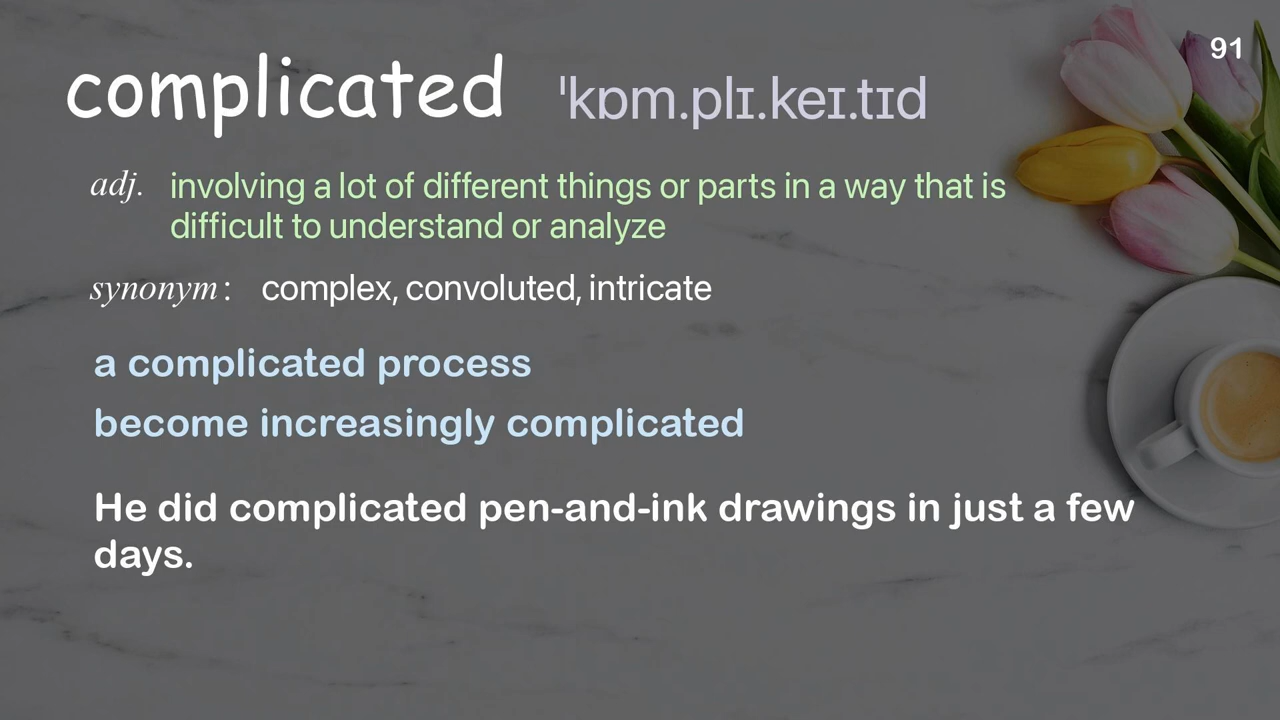 complicated ˈkɒm.plɪ.keɪ.tɪd
91
adj. involving a lot of different things or parts in a way that is
difficult to understand or analyze
synonym: complex, convoluted, intricate
a complicated process
become increasingly complicated
He did complicated pen-and-ink drawings in just a few
days.